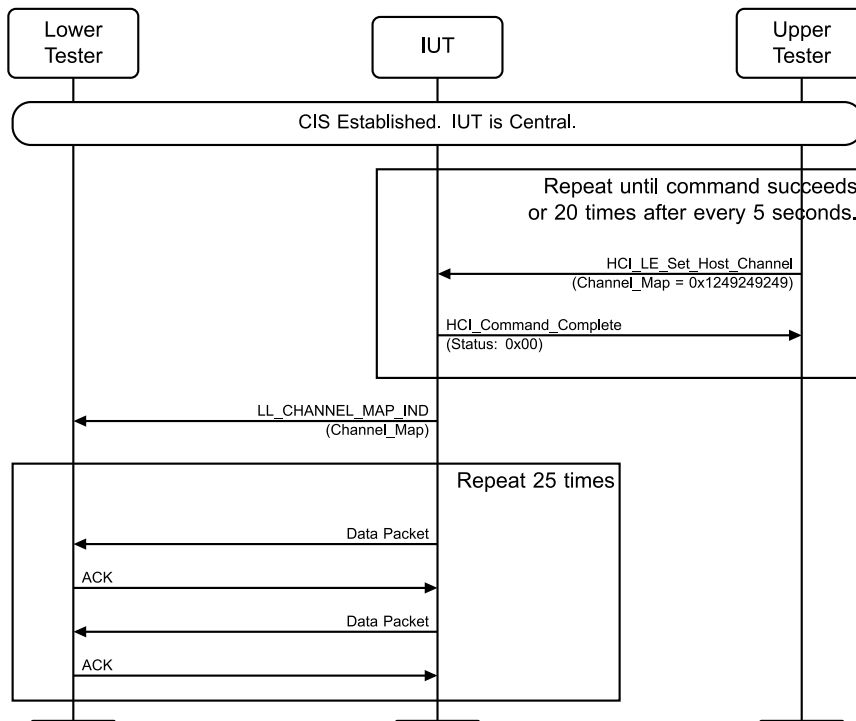 Lower
Tester
IUT
Upper
Tester
CIS Established. IUT is Central.
Repeat until command succeeds
or 20 times after every 5 seconds.
HCI_LE_Set_Host_Channel
(Channel_Map = 0x1249249249)
HCI_Command_Complete
(Status: 0x00)
LL_CHANNEL_MAP_IND
(Channel_Map)
Repeat 25 times
Data Packet
ACK
Data Packet
ACK